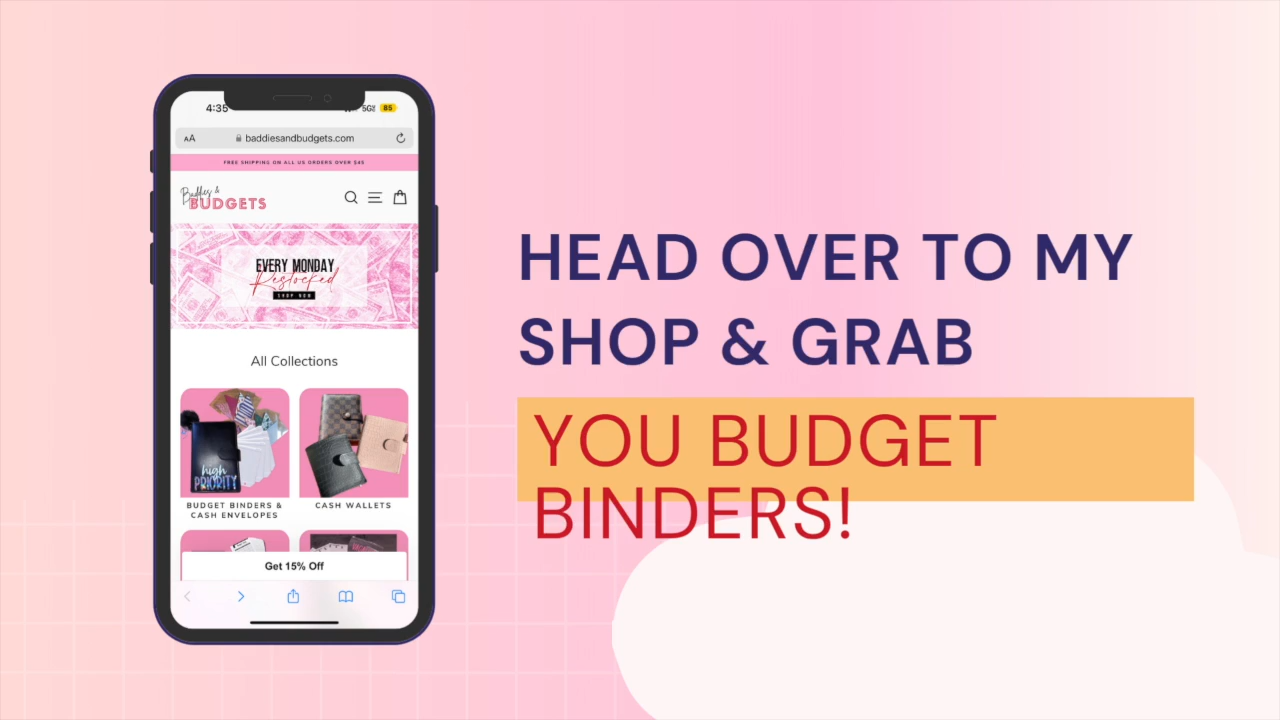 4:35
5G
85
AA
baddiesandbudgets.com
FREE SHIPPING ON ALL US ORDERS OVER $45
Baddies &
BUDGETS
EVERY MONDAY
Restocked
SHOP NOW
All Collections
high
PRIORITY
BUDGET BINDERS &
CASH ENVELOPES
CASH WALLETS
Get 15% Off
HEAD OVER TO MY
SHOP & GRAB
YOU BUDGET
BINDERS!